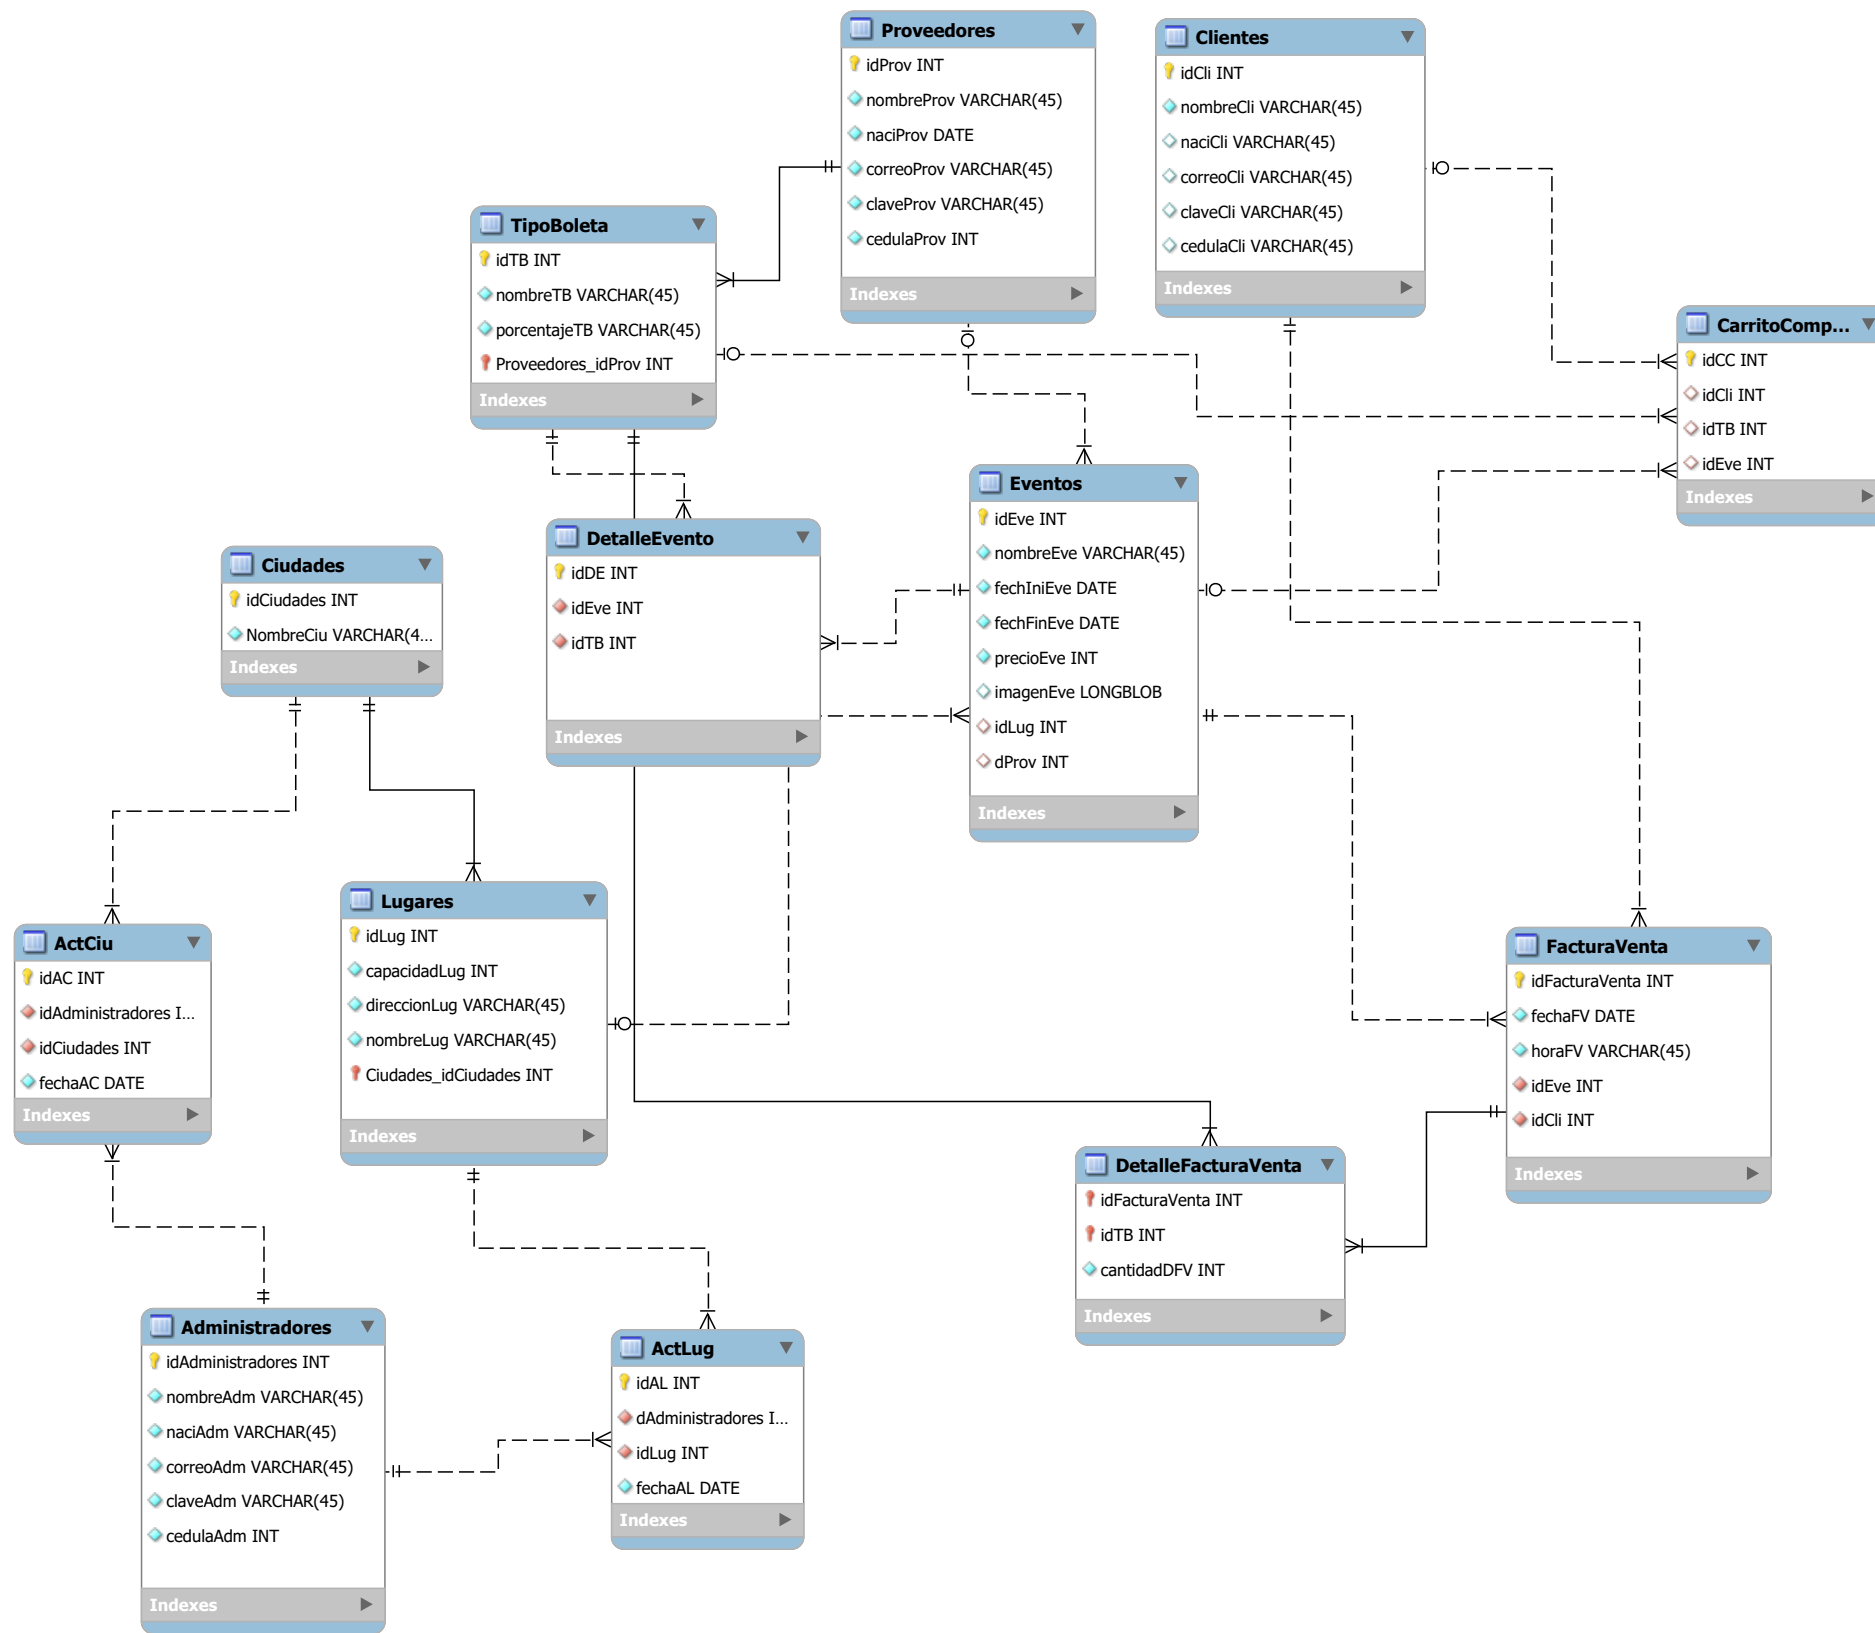 Proveedores
idProv INT
nombreProv VARCHAR(45)
naciProv DATE
correoProv VARCHAR(45)
claveProv VARCHAR(45)
cedulaProv INT
Indexes
Clientes
idCli INT
nombreCli VARCHAR(45)
naciCli VARCHAR(45)
correoCli VARCHAR(45)
claveCli VARCHAR(45)
cedulaCli VARCHAR(45)
Indexes
TipoBoleta
idTB INT
nombreTB VARCHAR(45)
porcentajeTB VARCHAR(45)
Proveedores_idProv INT
Indexes
CarritoComp...
idCC INT
idCli INT
idTB INT
idEve INT
Indexes
Eventos
idEve INT
nombreEve VARCHAR(45)
fechIniEve DATE
fechFinEve DATE
precioEve INT
imagenEve LONGBLOB
idLug INT
dProv INT
Indexes
DetalleEvento
idDE INT
idEve INT
idTB INT
Indexes
Ciudades
idCiudades INT
NombreCiu VARCHAR(4...
Indexes
Lugares
idLug INT
capacidadLug INT
direccionLug VARCHAR(45)
nombreLug VARCHAR(45)
Ciudades_idCiudades INT
Indexes
ActCiu
idAC INT
idAdministradores I...
idCiudades INT
fechaAC DATE
Indexes
FacturaVenta
idFacturaVenta INT
fechaFV DATE
horaFV VARCHAR(45)
idEve INT
idCli INT
Indexes
DetalleFacturaVenta
idFacturaVenta INT
idTB INT
cantidadDFV INT
Indexes
Administradores
idAdministradores INT
nombreAdm VARCHAR(45)
naciAdm VARCHAR(45)
correoAdm VARCHAR(45)
claveAdm VARCHAR(45)
cedulaAdm INT
Indexes
ActLug
idAL INT
dAdministradores I...
idLug INT
fechaAL DATE
Indexes